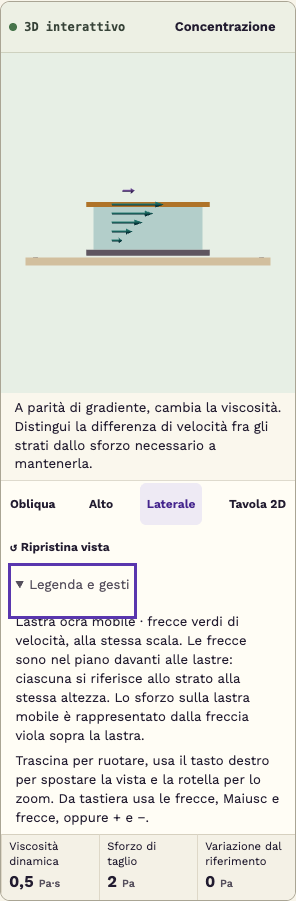 3D interattivo
Concentrazione
A parità di gradiente, cambia la viscosità.
Distingui la differenza di velocità fra gli
strati dallo sforzo necessario a
mantenerla.
Obliqua
Alto
Laterale
Tavola 2D
↺ Ripristina vista
▼ Legenda e gesti
Lastra ocra mobile · frecce verdi di
velocità, alla stessa scala. Le frecce
sono nel piano davanti alle lastre:
ciascuna si riferisce allo strato alla
stessa altezza. Lo sforzo sulla lastra
mobile è rappresentato dalla freccia
viola sopra la lastra.
Trascina per ruotare, usa il tasto destro
per spostare la vista e la rotella per lo
zoom. Da tastiera usa le frecce, Maiusc e
frecce, oppure + e −.
Viscosità
dinamica
0,5 Pa·s
Sforzo di
taglio
2 Pa
Variazione dal
riferimento
0 Pa